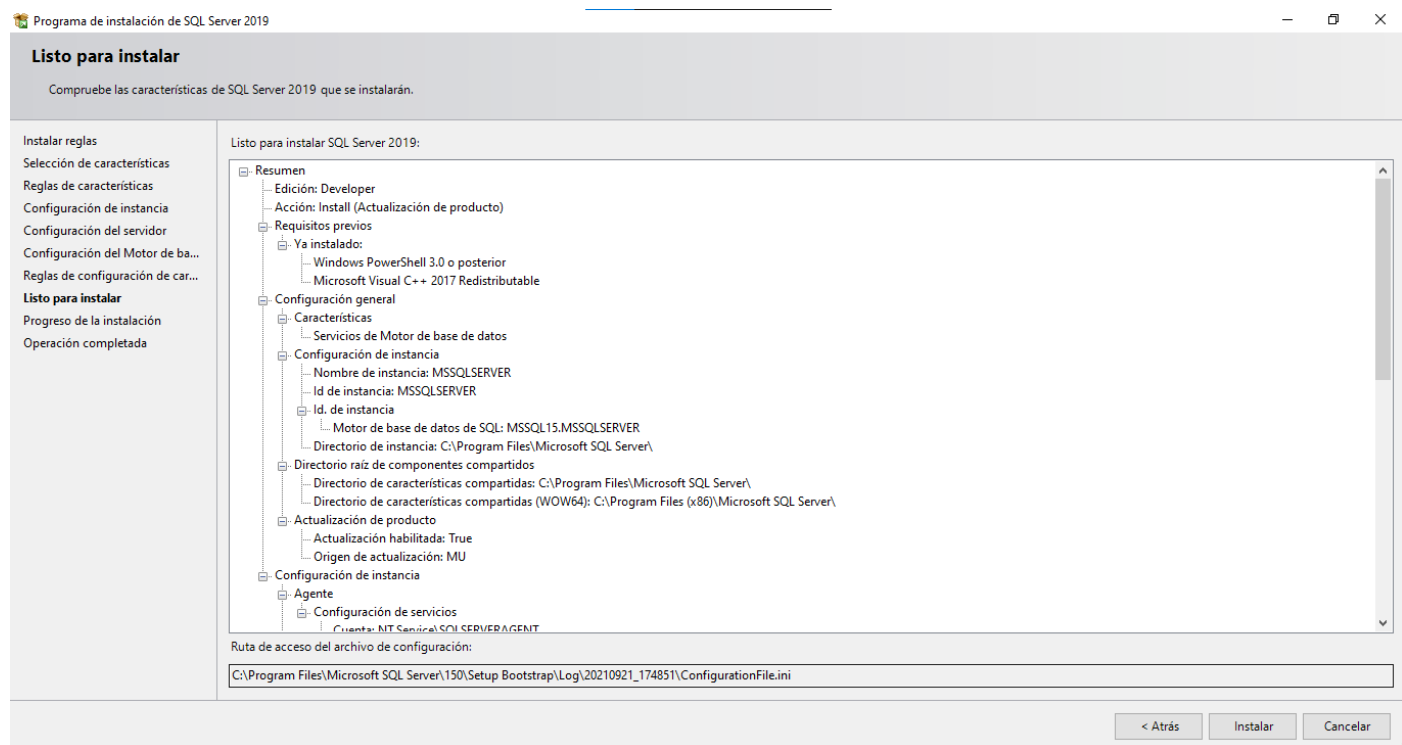 Programa de instalación de SQL Server 2019
Listo para instalar
Compruebe las características de SQL Server 2019 que se instalarán.
Instalar reglas
Selección de características
Reglas de características
Configuración de instancia
Configuración del servidor
Configuración del Motor de ba...
Reglas de configuración de car...
Listo para instalar
Progreso de la instalación
Operación completada
Listo para instalar SQL Server 2019:
Resumen
Edición: Developer
Acción: Install (Actualización de producto)
Requisitos previos
Ya instalado:
Windows PowerShell 3.0 o posterior
Microsoft Visual C++ 2017 Redistributable
Configuración general
Características
Servicios de Motor de base de datos
Configuración de instancia
Nombre de instancia: MSSQLSERVER
Id de instancia: MSSQLSERVER
Id. de instancia
Motor de base de datos de SQL: MSSQL15.MSSQLSERVER
Directorio de instancia: C:\Program Files\Microsoft SQL Server\
Directorio raíz de componentes compartidos
Directorio de características compartidas: C:\Program Files\Microsoft SQL Server\
Directorio de características compartidas (WOW64): C:\Program Files (x86)\Microsoft SQL Server\
Actualización de producto
Actualización habilitada: True
Origen de actualización: MU
Configuración de instancia
Agente
Configuración de servicios
Cuenta: NT Service\SQLSERVERAGENT
Ruta de acceso del archivo de configuración:
C:\Program Files\Microsoft SQL Server\150\Setup Bootstrap\Log\20210921_174851\ConfigurationFile.ini
< Atrás
Instalar
Cancelar